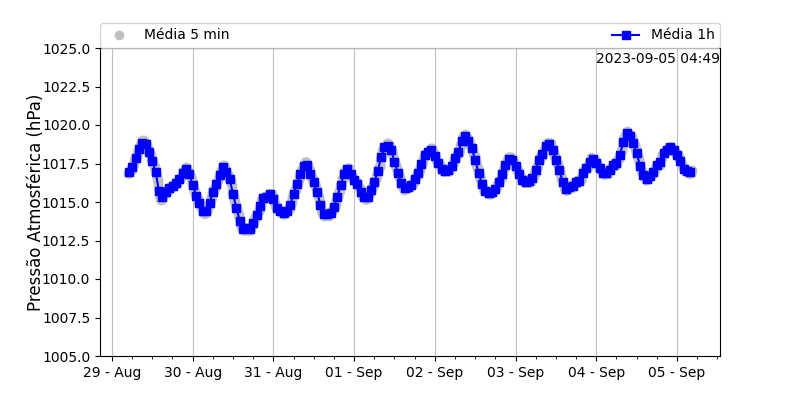 Média 5 min
Média 1h
2023-09-05 04:49
Pressão Atmosférica (hPa)
1025.0
1022.5
1020.0
1017.5
1015.0
1012.5
1010.0
1007.5
1005.0
29 - Aug
30 - Aug
31 - Aug
01 - Sep
02 - Sep
03 - Sep
04 - Sep
05 - Sep